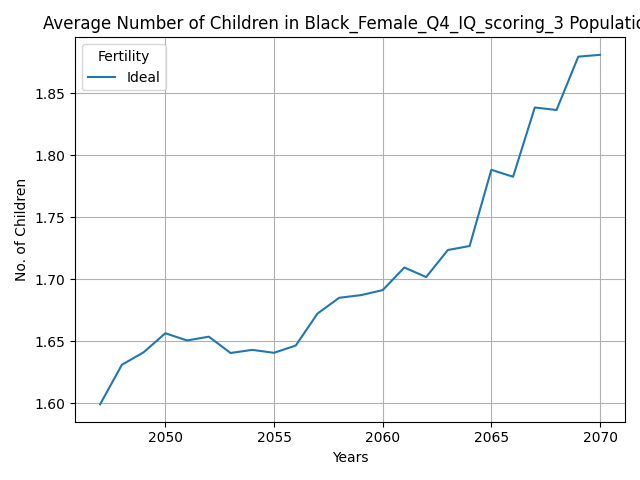 Average Number of Children in Black_Female_Q4_IQ_scoring_3 Populatio
Fertility
Ideal
1.85
1.80
1.75
1.70
1.65
1.60
No. of Children
2050 2055 2060 2065 2070
Years